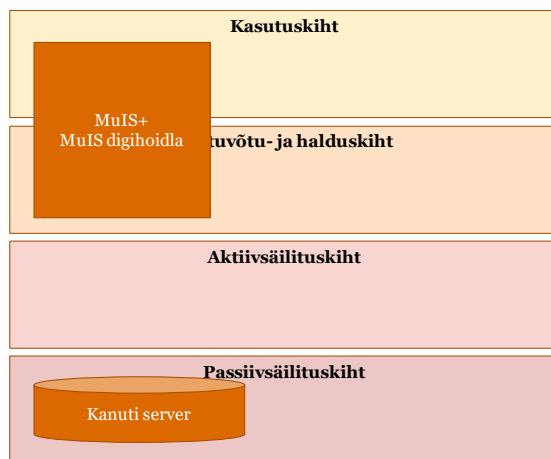 Kasutuskiht
MuIS+
MuIS digihoidla
tuvõtu- ja halduskiht
Aktiivsäilituskiht
Passiivsäilituskiht
Kanuti server